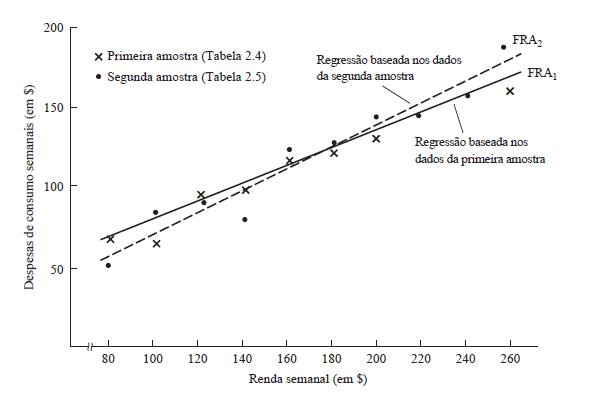 200
FRA2
× Primeira amostra (Tabela 2.4)
Regressão baseada nos dados
da segunda amostra
FRA1
• Segunda amostra (Tabela 2.5)
150
Regressão baseada nos
dados da primeira amostra
100
50
Despesas de consumo semanais (em $)
80 100 120 140 160 180 200 220 240 260
Renda semanal (em $)